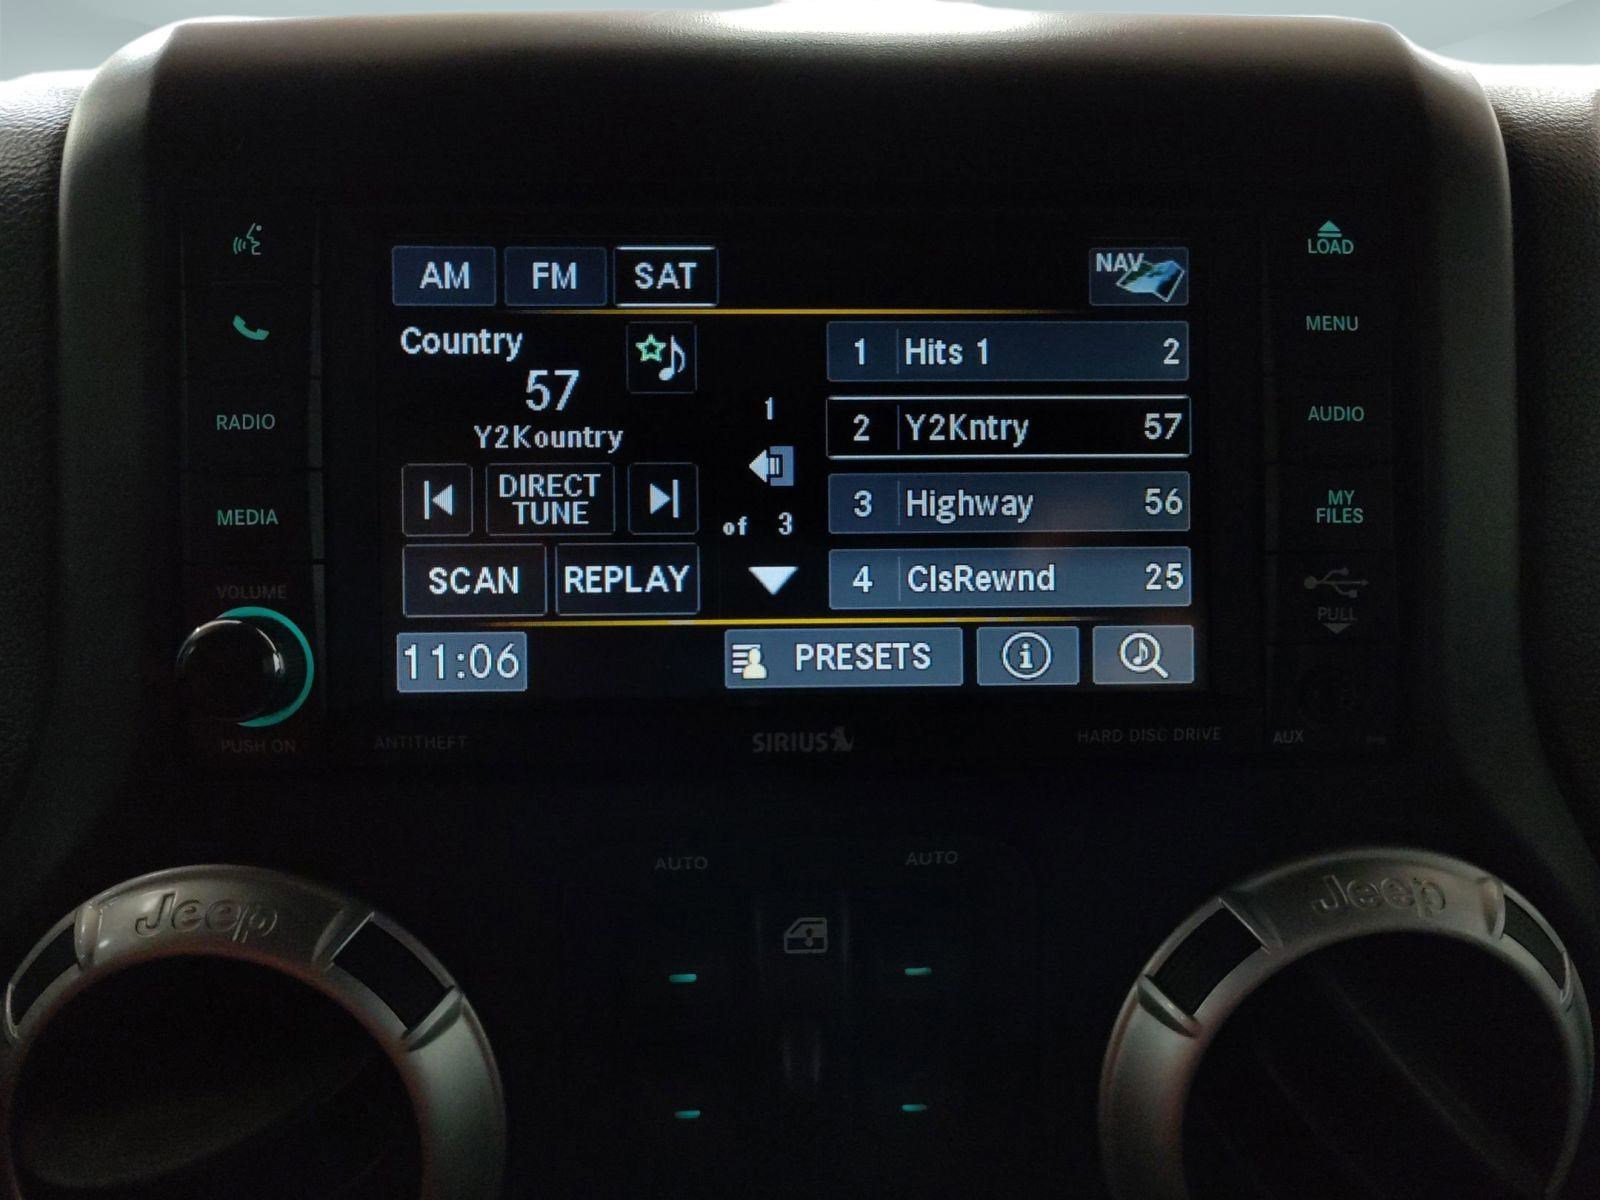 AM FM SAT NAV
LOAD
MENU
Country
57
Y2Kountry
1 Hits 1 2
1
2 Y2Kntry 57
of 3
3 Highway 56
4 ClsRewnd 25
DIRECT
TUNE
SCAN REPLAY
11:06 PRESETS
RADIO
MEDIA
AUDIO
MY
FILES
VOLUME
PULL
PUSH ON
ANTITHEFT
SIRIUS
HARD DISC DRIVE
AUX
AUTO
AUTO
Jeep
Jeep